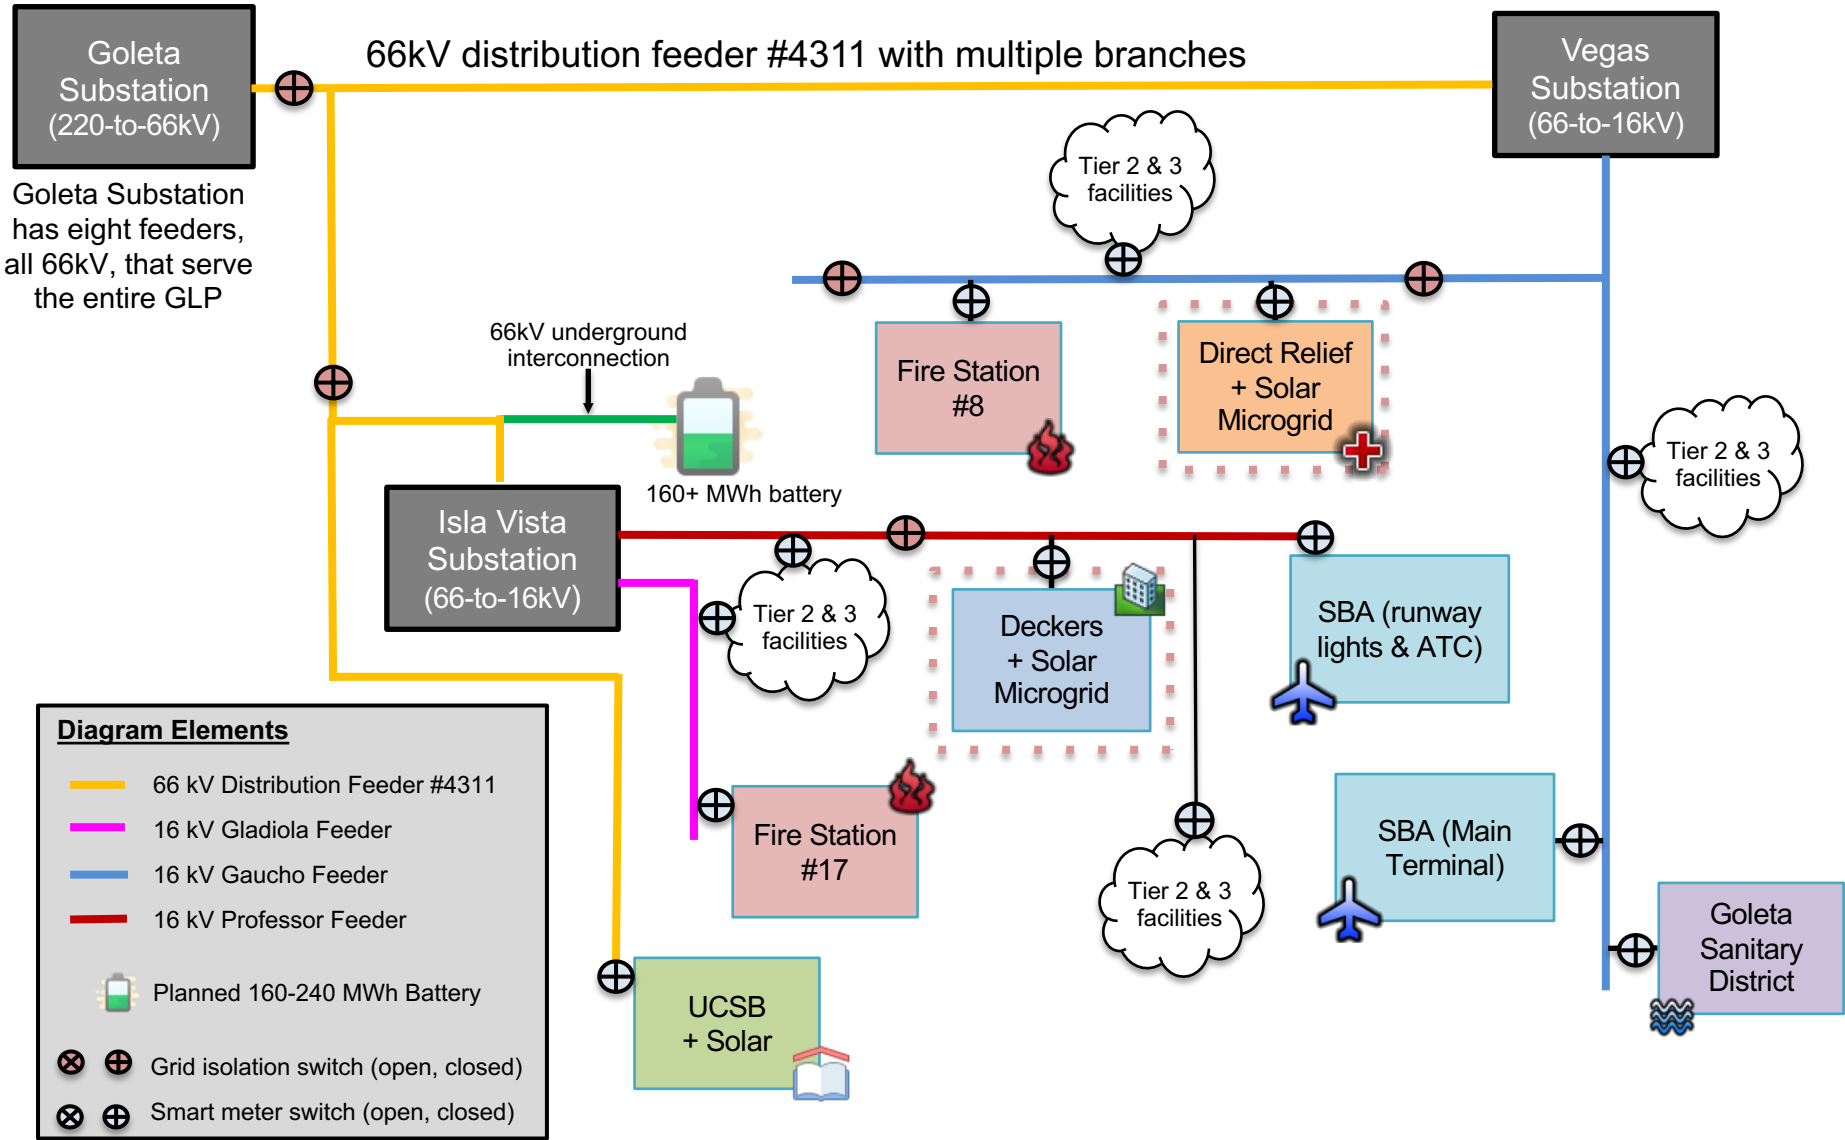 Goleta
Substation
(220-to-66kV)
66kV distribution feeder #4311 with multiple branches
Vegas
Substation
(66-to-16kV)
Goleta Substation
has eight feeders,
all 66kV, that serve
the entire GLP
Tier 2 & 3
facilities
66kV underground
interconnection
160+ MWh battery
Fire Station
#8
Direct Relief
+ Solar
Microgrid
Tier 2 & 3
facilities
Isla Vista
Substation
(66-to-16kV)
Tier 2 & 3
facilities
Deckers
+ Solar
Microgrid
SBA (runway
lights & ATC)
Fire Station
#17
Tier 2 & 3
facilities
SBA (Main
Terminal)
Goleta
Sanitary
District
UCSB
+ Solar
Diagram Elements
66 kV Distribution Feeder #4311
16 kV Gladiola Feeder
16 kV Gaucho Feeder
16 kV Professor Feeder
Planned 160-240 MWh Battery
Grid isolation switch (open, closed)
Smart meter switch (open, closed)